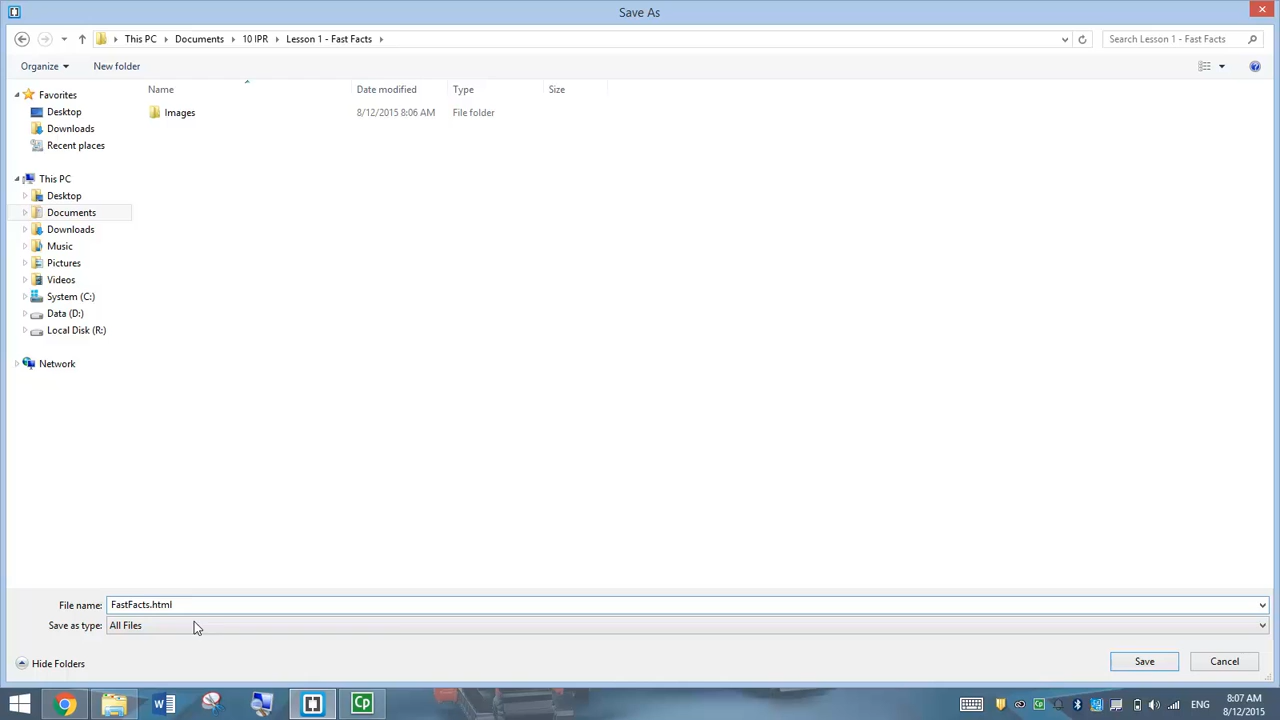 Save As
This PC Documents 10 IPR Lesson 1 - Fast Facts
Search Lesson 1 - Fast Facts
Organize New folder
Name Date modified Type Size
Images 8/12/2015 8:06 AM File folder
Favorites
Desktop
Downloads
Recent places
This PC
Desktop
Documents
Downloads
Music
Pictures
Videos
System (C:)
Data (D:)
Local Disk (R:)
Network
File name: FastFacts.html
Save as type: All Files
Hide Folders Save Cancel
Cp ENG 8:07 AM
8/12/2015